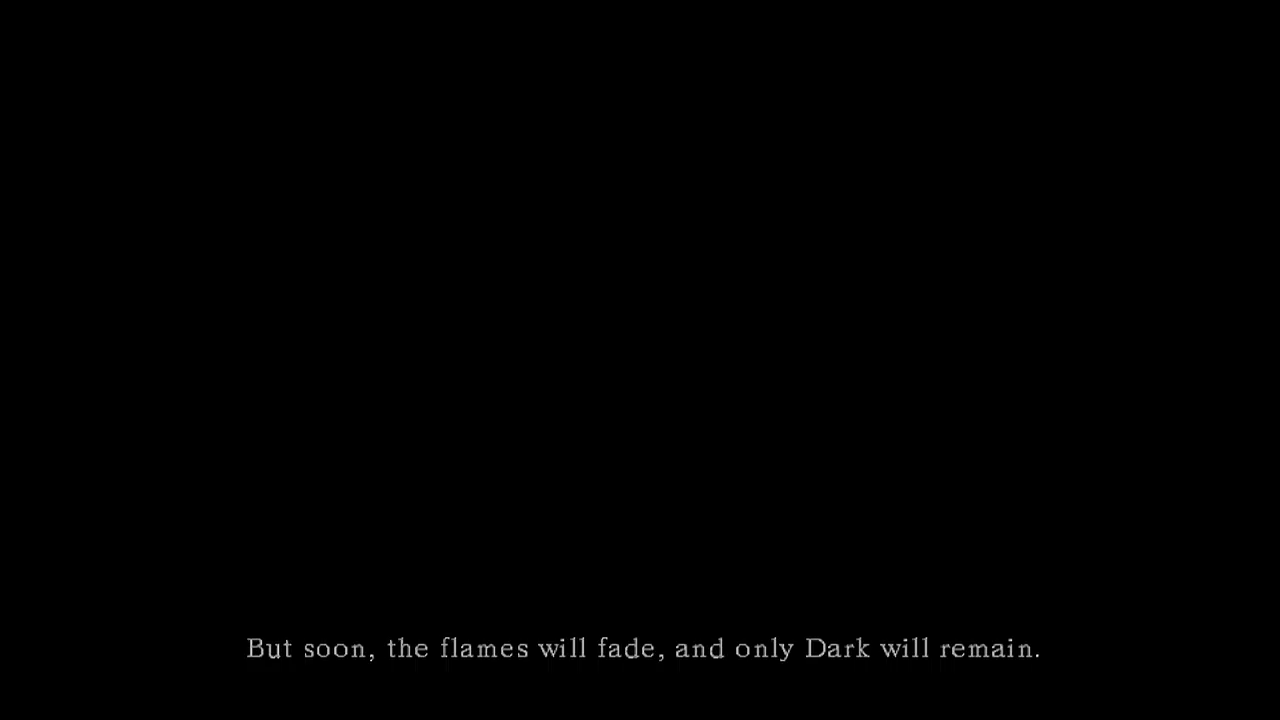 But soon, the flames will fade, and only Dark will remain.